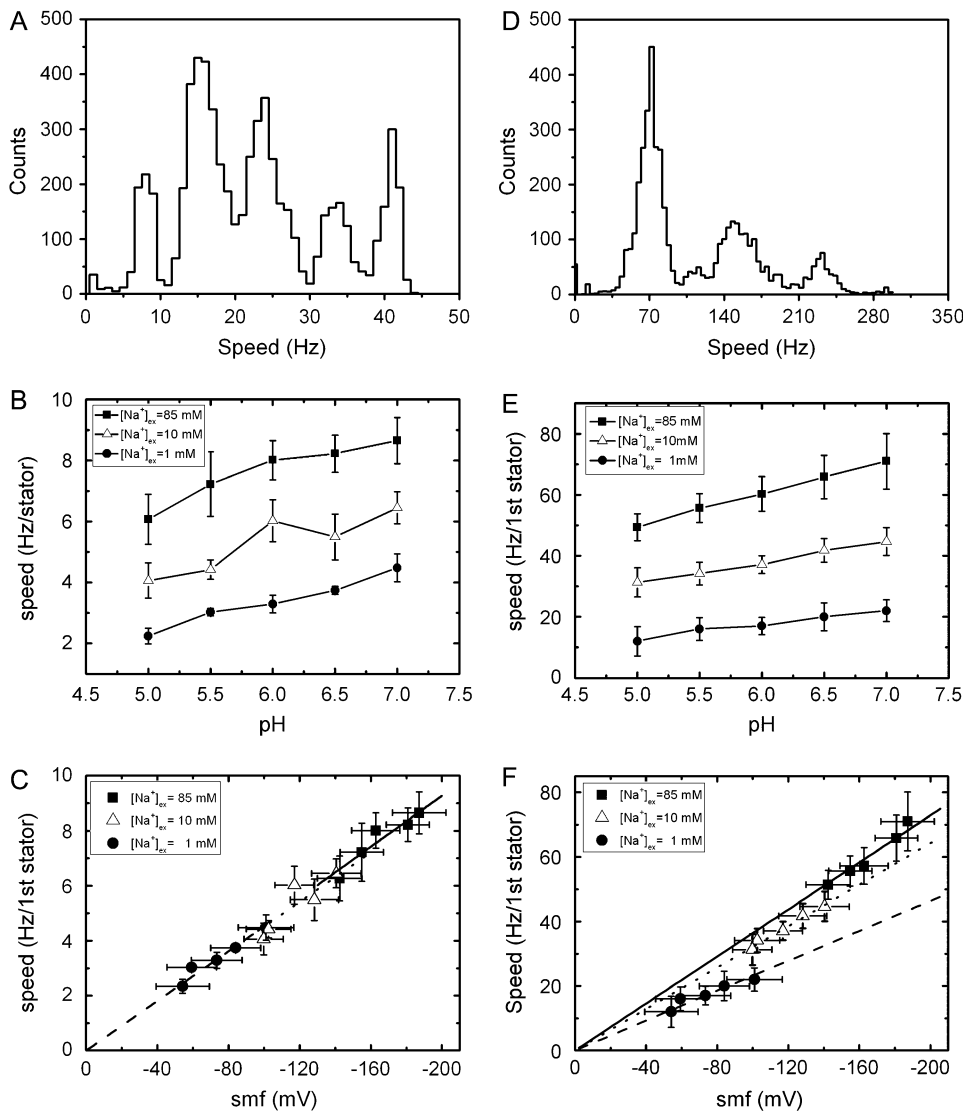 A
500
400
300
200
100
0
Counts
0 10 20 30 40 50
Speed (Hz)
D
500
400
300
200
100
0
Counts
0 70 140 210 280 350
Speed (Hz)
B
10
8
6
4
2
speed (Hz/stator)
[Na⁺]ex=85 mM
[Na⁺]ex=10 mM
[Na⁺]ex=1 mM
4.5 5.0 5.5 6.0 6.5 7.0 7.5
pH
E
80
60
40
20
0
speed (Hz/1st stator)
[Na⁺]ex=85 mM
[Na⁺]ex=10mM
[Na⁺]ex= 1mM
4.5 5.0 5.5 6.0 6.5 7.0 7.5
pH
C
10
8
6
4
2
0
speed (Hz/1st stator)
[Na⁺]ex= 85 mM
[Na⁺]ex= 10 mM
[Na⁺]ex= 1 mM
0 -40 -80 -120 -160 -200
smf (mV)
F
80
60
40
20
0
Speed (Hz/1st stator)
[Na⁺]ex=85 mM
[Na⁺]ex= 10 mM
[Na⁺]ex= 1 mM
0 -40 -80 -120 -160 -200
smf (mV)